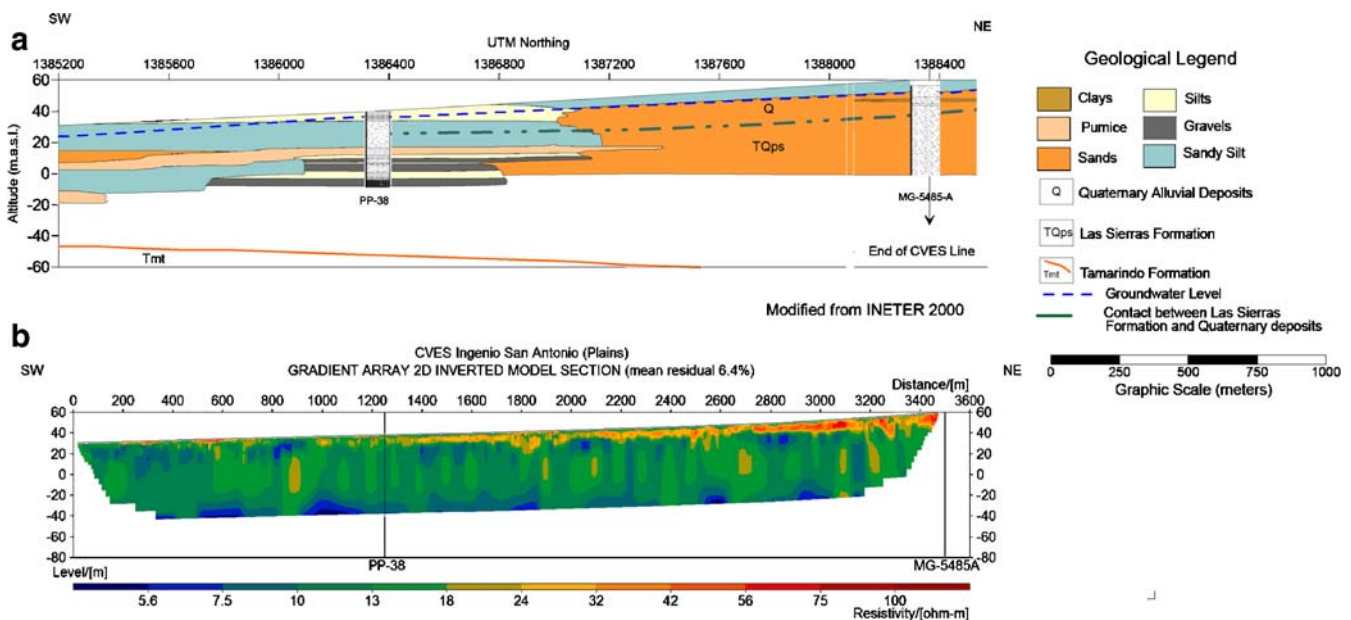 SW
NE
a
UTM Northing
1385200 1385600 1386000 1386400 1386800 1387200 1387600 1388000 1388400
60 60
40 40
20 20
0 0
-20 -20
-40 -40
-60 -60
Altitude (m.a.s.l.)
Q
TQps
PP-38
MG-5485-A
Tmt
End of CVES Line
Modified from INETER 2000
Geological Legend
Clays Silts
Pumice Gravels
Sands Sandy Silt
Q Quaternary Alluvial Deposits
TQps Las Sierras Formation
Tmt Tamarindo Formation
Groundwater Level
Contact between Las Sierras
Formation and Quaternary deposits
0 250 500 750 1000
Graphic Scale (meters)
b
CVES Ingenio San Antonio (Plains)
SW
GRADIENT ARRAY 2D INVERTED MODEL SECTION (mean residual 6.4%)
NE
Distance/[m]
0 200 400 600 800 1000 1200 1400 1600 1800 2000 2200 2400 2600 2800 3000 3200 3400 3600
60 60
40 40
20 20
0 0
-20 -20
-40 -40
-60 -60
-80 -80
Level/[m]
PP-38
MG-5485A
5.6 7.5 10 13 18 24 32 42 56 75 100
Resistivity/[ohm-m]